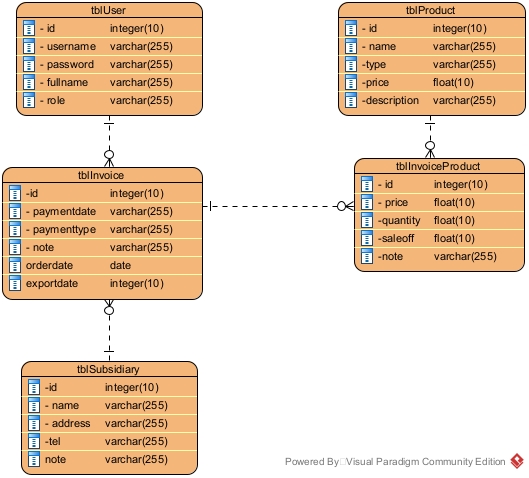 tblUser
- id integer(10)
- username varchar(255)
- password varchar(255)
- fullname varchar(255)
- role varchar(255)
tblProduct
- id integer(10)
- name varchar(255)
-type varchar(255)
-price float(10)
-description varchar(255)
tblInvoice
-id integer(10)
- paymentdate varchar(255)
- paymenttype varchar(255)
- note varchar(255)
orderdate date
exportdate integer(10)
tblInvoiceProduct
- id integer(10)
- price float(10)
-quantity float(10)
-saleoff float(10)
-note varchar(255)
tblSubsidiary
-id integer(10)
- name varchar(255)
- address varchar(255)
-tel varchar(255)
note varchar(255)
Powered By Visual Paradigm Community Edition